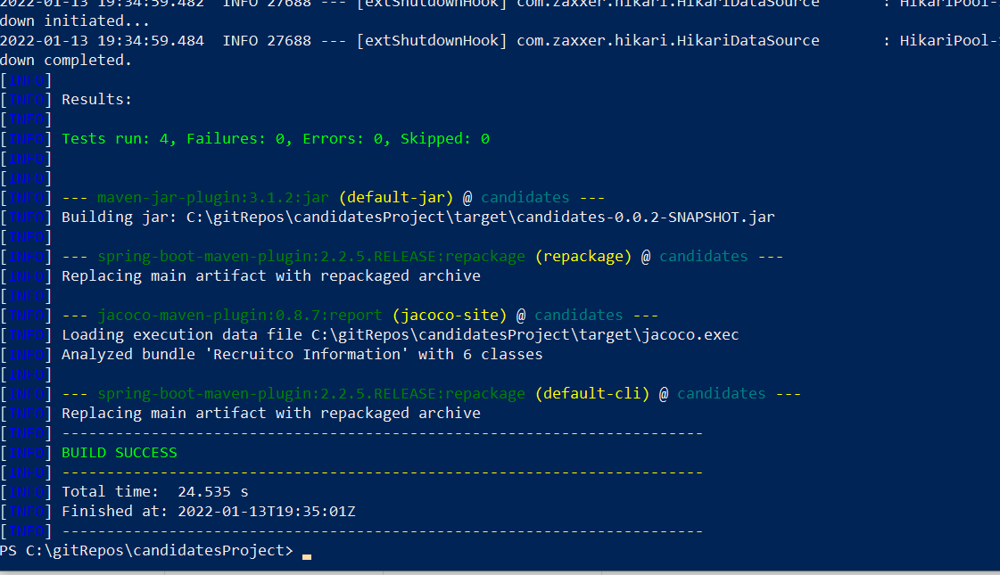 2022-01-13 19:34:59.482  INFO 27688 --- [extShutdownHook] com.zaxxer.hikari.HikariDataSource       : HikariPool-
down initiated...
2022-01-13 19:34:59.484  INFO 27688 --- [extShutdownHook] com.zaxxer.hikari.HikariDataSource       : HikariPool-
down completed.
[INFO]
[INFO] Results:
[INFO]
[INFO] Tests run: 4, Failures: 0, Errors: 0, Skipped: 0
[INFO]
[INFO]
[INFO] --- maven-jar-plugin:3.1.2:jar (default-jar) @ candidates ---
[INFO] Building jar: C:\gitRepos\candidatesProject\target\candidates-0.0.2-SNAPSHOT.jar
[INFO]
[INFO] --- spring-boot-maven-plugin:2.2.5.RELEASE:repackage (repackage) @ candidates ---
[INFO] Replacing main artifact with repackaged archive
[INFO]
[INFO] --- jacoco-maven-plugin:0.8.7:report (jacoco-site) @ candidates ---
[INFO] Loading execution data file C:\gitRepos\candidatesProject\target\jacoco.exec
[INFO] Analyzed bundle 'Recruitco Information' with 6 classes
[INFO]
[INFO] --- spring-boot-maven-plugin:2.2.5.RELEASE:repackage (default-cli) @ candidates ---
[INFO] Replacing main artifact with repackaged archive
[INFO] ------------------------------------------------------------------------
[INFO] BUILD SUCCESS
[INFO] ------------------------------------------------------------------------
[INFO] Total time:  24.535 s
[INFO] Finished at: 2022-01-13T19:35:01Z
[INFO] ------------------------------------------------------------------------
PS C:\gitRepos\candidatesProject>